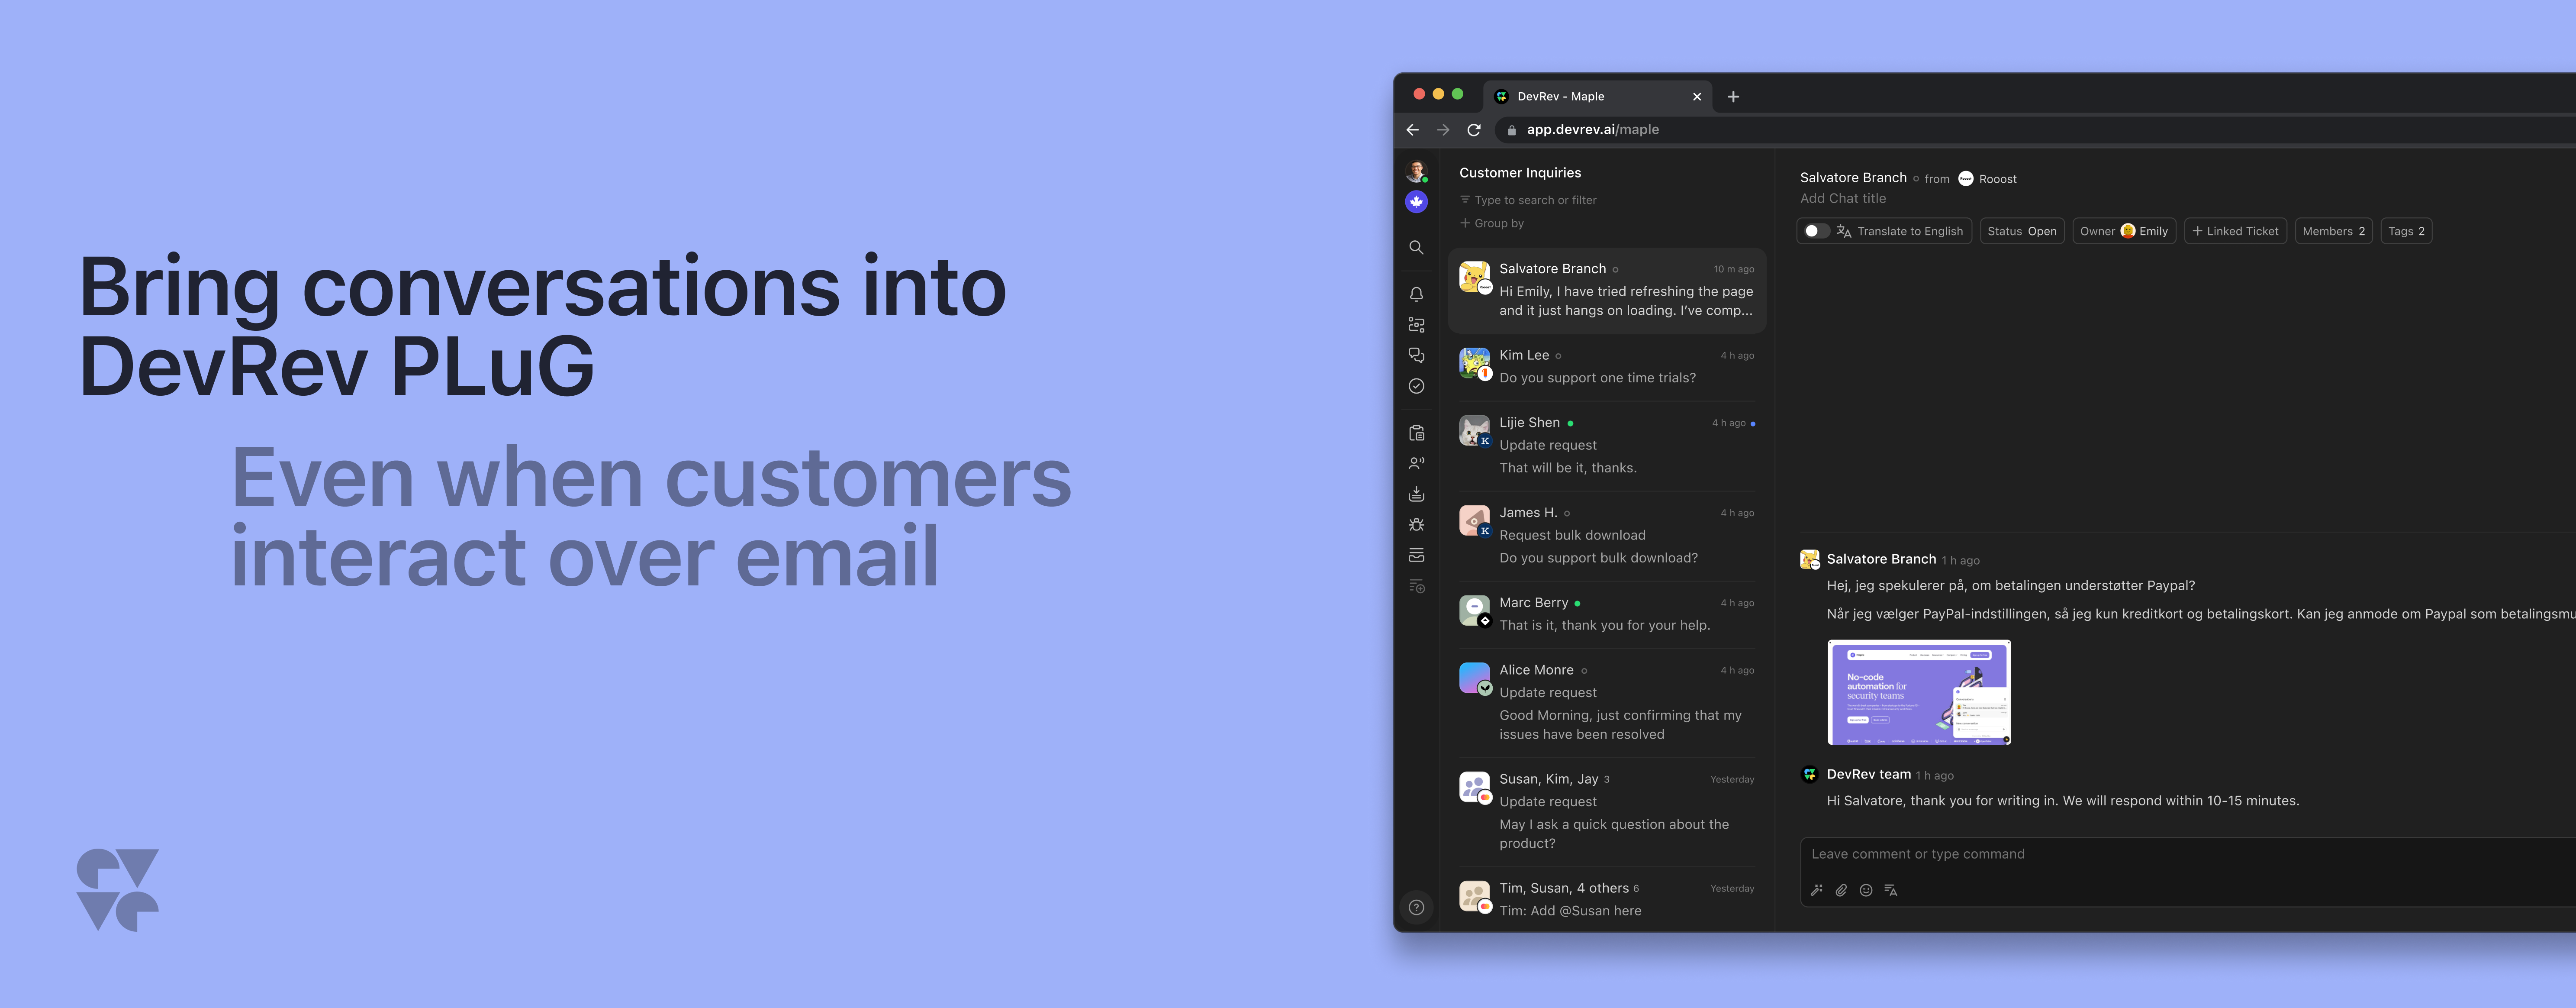 Bring conversations into
DevRev PLuG
Even when customers
interact over email
DevRev - Maple
app.devrev.ai/maple
Customer Inquiries
Type to search or filter
+ Group by
Salvatore Branch 10 m ago
Hi Emily, I have tried refreshing the page
and it just hangs on loading. I've comp...
Kim Lee 4 h ago
Do you support one time trials?
Lijie Shen 4 h ago
Update request
That will be it, thanks.
James H. 4 h ago
Request bulk download
Do you support bulk download?
Marc Berry 4 h ago
That is it, thank you for your help.
Alice Monre 4 h ago
Update request
Good Morning, just confirming that my
issues have been resolved
Susan, Kim, Jay 3 Yesterday
Update request
May I ask a quick question about the
product?
Tim, Susan, 4 others 6 Yesterday
Tim: Add @Susan here
Salvatore Branch from Rooost
Add Chat title
Translate to English Status Open Owner Emily + Linked Ticket Members 2 Tags 2
Salvatore Branch 1 h ago
Hej, jeg spekulerer på, om betalingen understøtter Paypal?
Når jeg vælger PayPal-indstillingen, så jeg kun kreditkort og betalingskort. Kan jeg anmode om Paypal som betalingsmu
No-code
automation for
security teams
DevRev team 1 h ago
Hi Salvatore, thank you for writing in. We will respond within 10-15 minutes.
Leave comment or type command